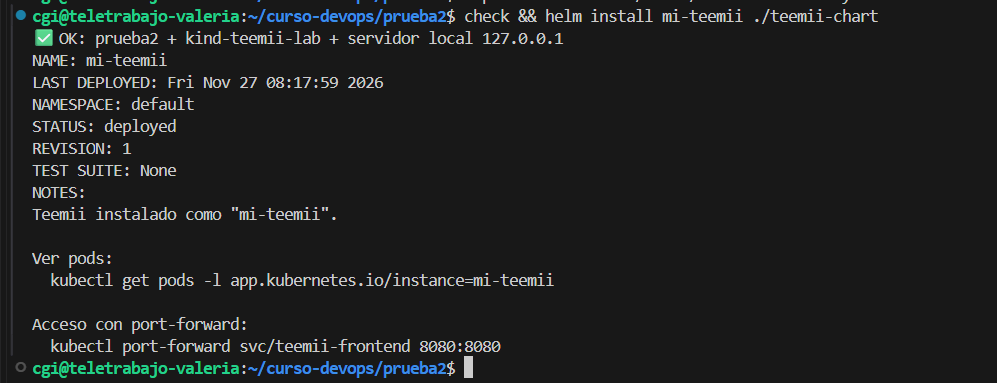 cgi@teletrabajo-valeria:~/curso-devops/prueba2$ check && helm install mi-teemii ./teemii-chart
✅ OK: prueba2 + kind-teemii-lab + servidor local 127.0.0.1
NAME: mi-teemii
LAST DEPLOYED: Fri Nov 27 08:17:59 2026
NAMESPACE: default
STATUS: deployed
REVISION: 1
TEST SUITE: None
NOTES:
Teemii instalado como "mi-teemii".

Ver pods:
  kubectl get pods -l app.kubernetes.io/instance=mi-teemii

Acceso con port-forward:
  kubectl port-forward svc/teemii-frontend 8080:8080
cgi@teletrabajo-valeria:~/curso-devops/prueba2$